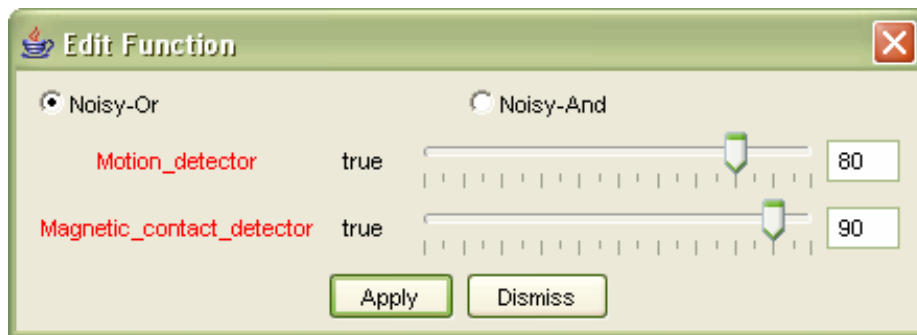 Edit Function
Noisy-Or Noisy-And
Motion_detector true 80
Magnetic_contact_detector true 90
Apply Dismiss